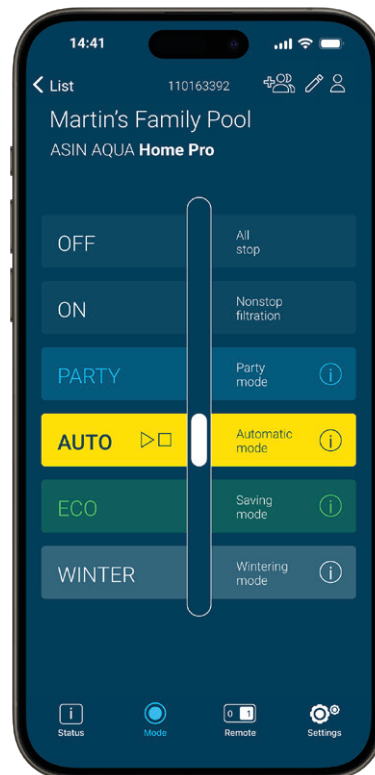 14:41
List
110163392
Martin's Family Pool
ASIN AQUA Home Pro
OFF
All
stop
ON
Nonstop
filtration
PARTY
Party
mode
AUTO
Automatic
mode
ECO
Saving
mode
WINTER
Wintering
mode
0 1
Status
Mode
Remote
Settings